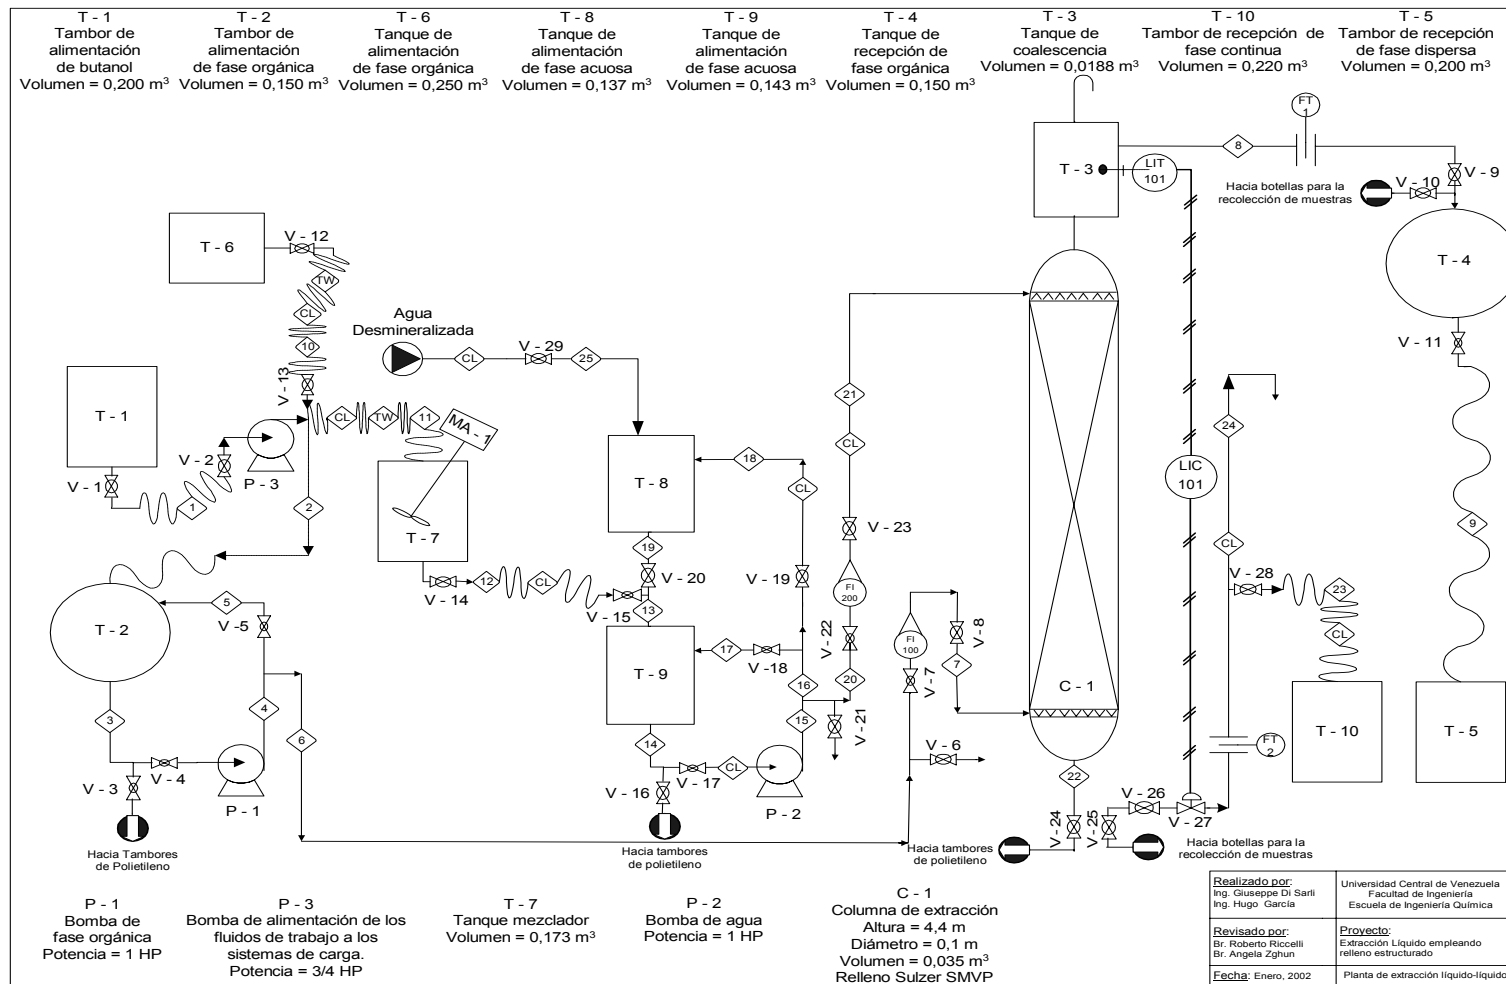 T - 1
Tambor de
alimentación
de butanol
Volumen = 0,200 m³
T - 2
Tambor de
alimentación
de fase orgánica
Volumen = 0,150 m³
T - 6
Tanque de
alimentación
de fase orgánica
Volumen = 0,250 m³
T - 8
Tanque de
alimentación
de fase acuosa
Volumen = 0,137 m³
T - 9
Tanque de
alimentación
de fase acuosa
Volumen = 0,143 m³
T - 4
Tanque de
recepción de
fase orgánica
Volumen = 0,150 m³
T - 3
Tanque de
coalescencia
Volumen = 0,0188 m³
T - 10
Tambor de recepción de
fase continua
Volumen = 0,220 m³
T - 5
Tambor de recepción
de fase dispersa
Volumen = 0,200 m³
FT
1
8
T - 3
LIT
101
V - 9
V - 10
Hacia botellas para la
recolección de muestras
T - 4
V - 11
9
T - 5
T - 6
V - 12
TW
CL
10
V - 13
Agua
Desmineralizada
CL
V - 29
25
T - 1
V - 1
1
V - 2
P - 3
2
CL
TW
11
MA - 1
T - 7
V - 14
12
CL
V - 15
T - 8
18
CL
19
V - 20
V - 19
13
T - 9
17
V - 18
16
15
14
V - 17
CL
V - 16
P - 2
Hacia tambores
de polietileno
21
CL
V - 23
FI
200
V - 22
20
V - 21
T - 2
5
V - 5
3
4
6
V - 4
V - 3
P - 1
Hacia Tambores
de Polietileno
FI
100
V - 8
7
V - 7
V - 6
C - 1
22
V - 24
Hacia tambores
de polietileno
V - 25
V - 26
V - 27
Hacia botellas para la
recolección de muestras
LIC
101
24
CL
V - 28
23
CL
T - 10
FT
2
P - 1
Bomba de
fase orgánica
Potencia = 1 HP
P - 3
Bomba de alimentación de los
fluidos de trabajo a los
sistemas de carga.
Potencia = 3/4 HP
T - 7
Tanque mezclador
Volumen = 0,173 m³
P - 2
Bomba de agua
Potencia = 1 HP
C - 1
Columna de extracción
Altura = 4,4 m
Diámetro = 0,1 m
Volumen = 0,035 m³
Relleno Sulzer SMVP
Realizado por:
Ing. Giuseppe Di Sarli
Ing. Hugo García
Universidad Central de Venezuela
Facultad de Ingeniería
Escuela de Ingeniería Química
Revisado por:
Br. Roberto Riccelli
Br. Angela Zghun
Proyecto:
Extracción Líquido empleando
relleno estructurado
Fecha: Enero, 2002
Planta de extracción líquido-líquido